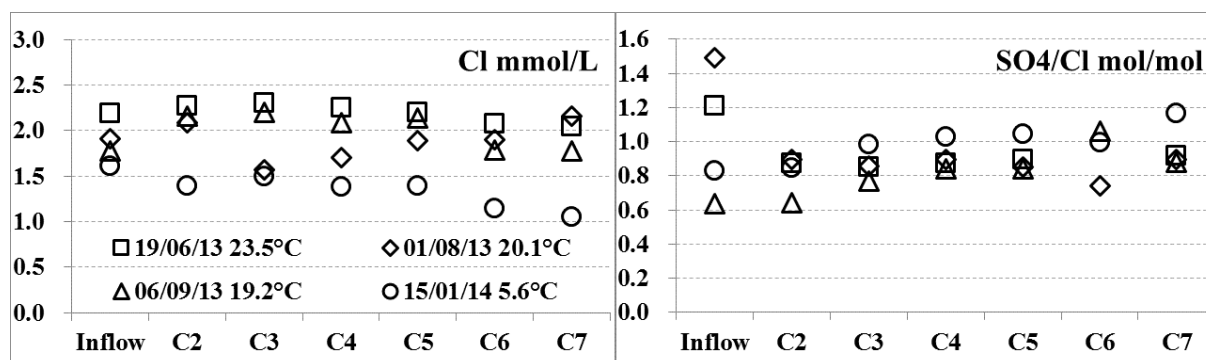 3.0
2.5
2.0
1.5
1.0
0.5
0.0
Cl mmol/L
19/06/13 23.5°C
01/08/13 20.1°C
06/09/13 19.2°C
15/01/14 5.6°C
Inflow C2 C3 C4 C5 C6 C7
1.6
1.4
1.2
1.0
0.8
0.6
0.4
0.2
0.0
SO4/Cl mol/mol
Inflow C2 C3 C4 C5 C6 C7